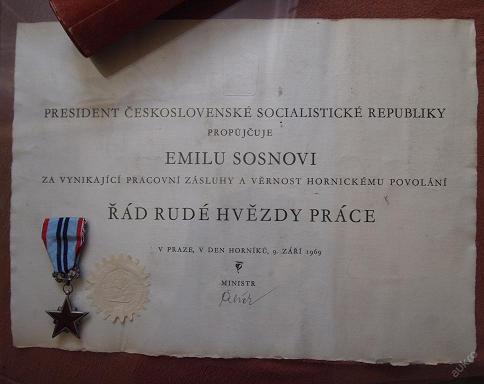 PRESIDENT ČESKOSLOVENSKÉ SOCIALISTICKÉ REPUBLIKY
PROPŮJČUJE
EMILU SOSNOVI
ZA VYNIKAJÍCÍ PRACOVNÍ ZÁSLUHY A VĚRNOST HORNICKÉMU POVOLÁNÍ
ŘÁD RUDÉ HVĚZDY PRÁCE
V PRAZE, V DEN HORNÍKŮ, 9. ZÁŘÍ 1969
MINISTR